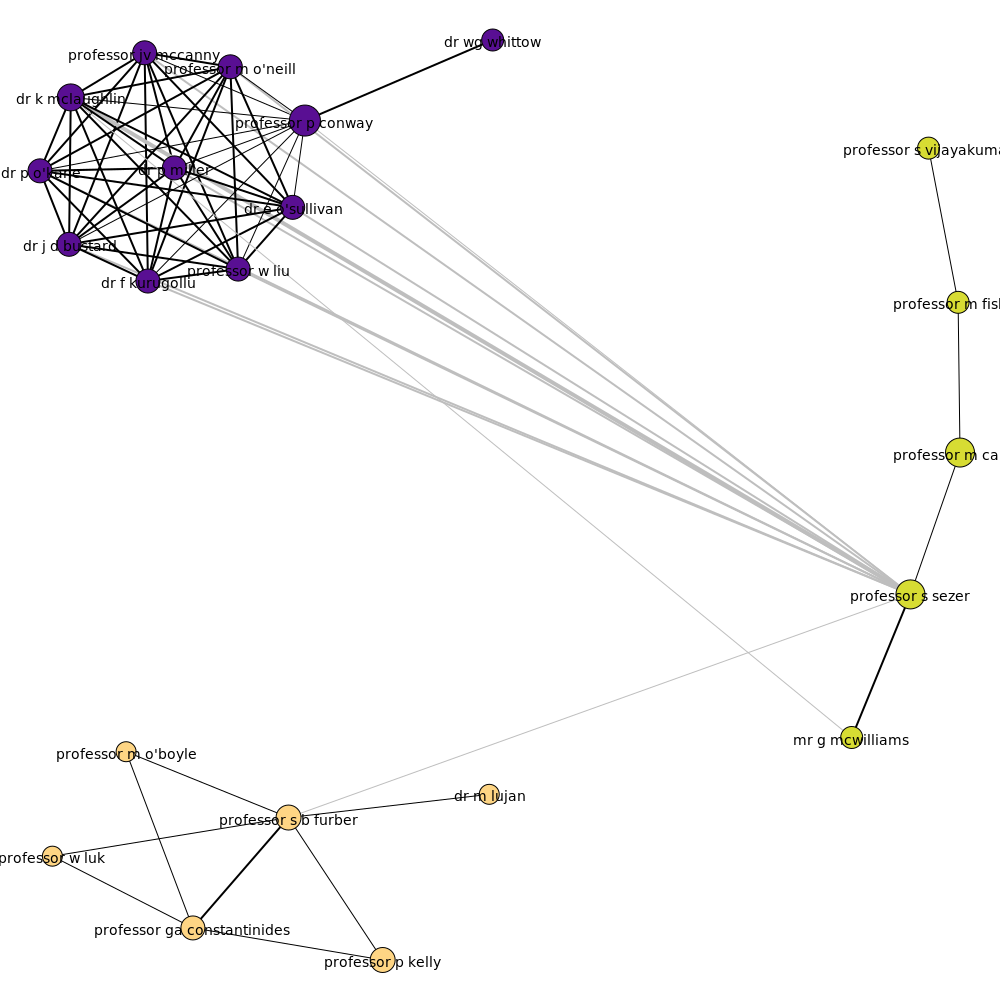 dr wg whittow
professor jv mccanny
professor m o'neill
dr k mclaughlin
professor p conway
professor s vijayakuma
dr p o'kane
dr p miller
dr e o'sullivan
dr j d bustard
professor w liu
dr f kurugollu
professor m fis
professor m ca
professor s sezer
mr g mcwilliams
professor m o'boyle
dr m lujan
professor s b furber
professor w luk
professor ga constantinides
professor p kelly